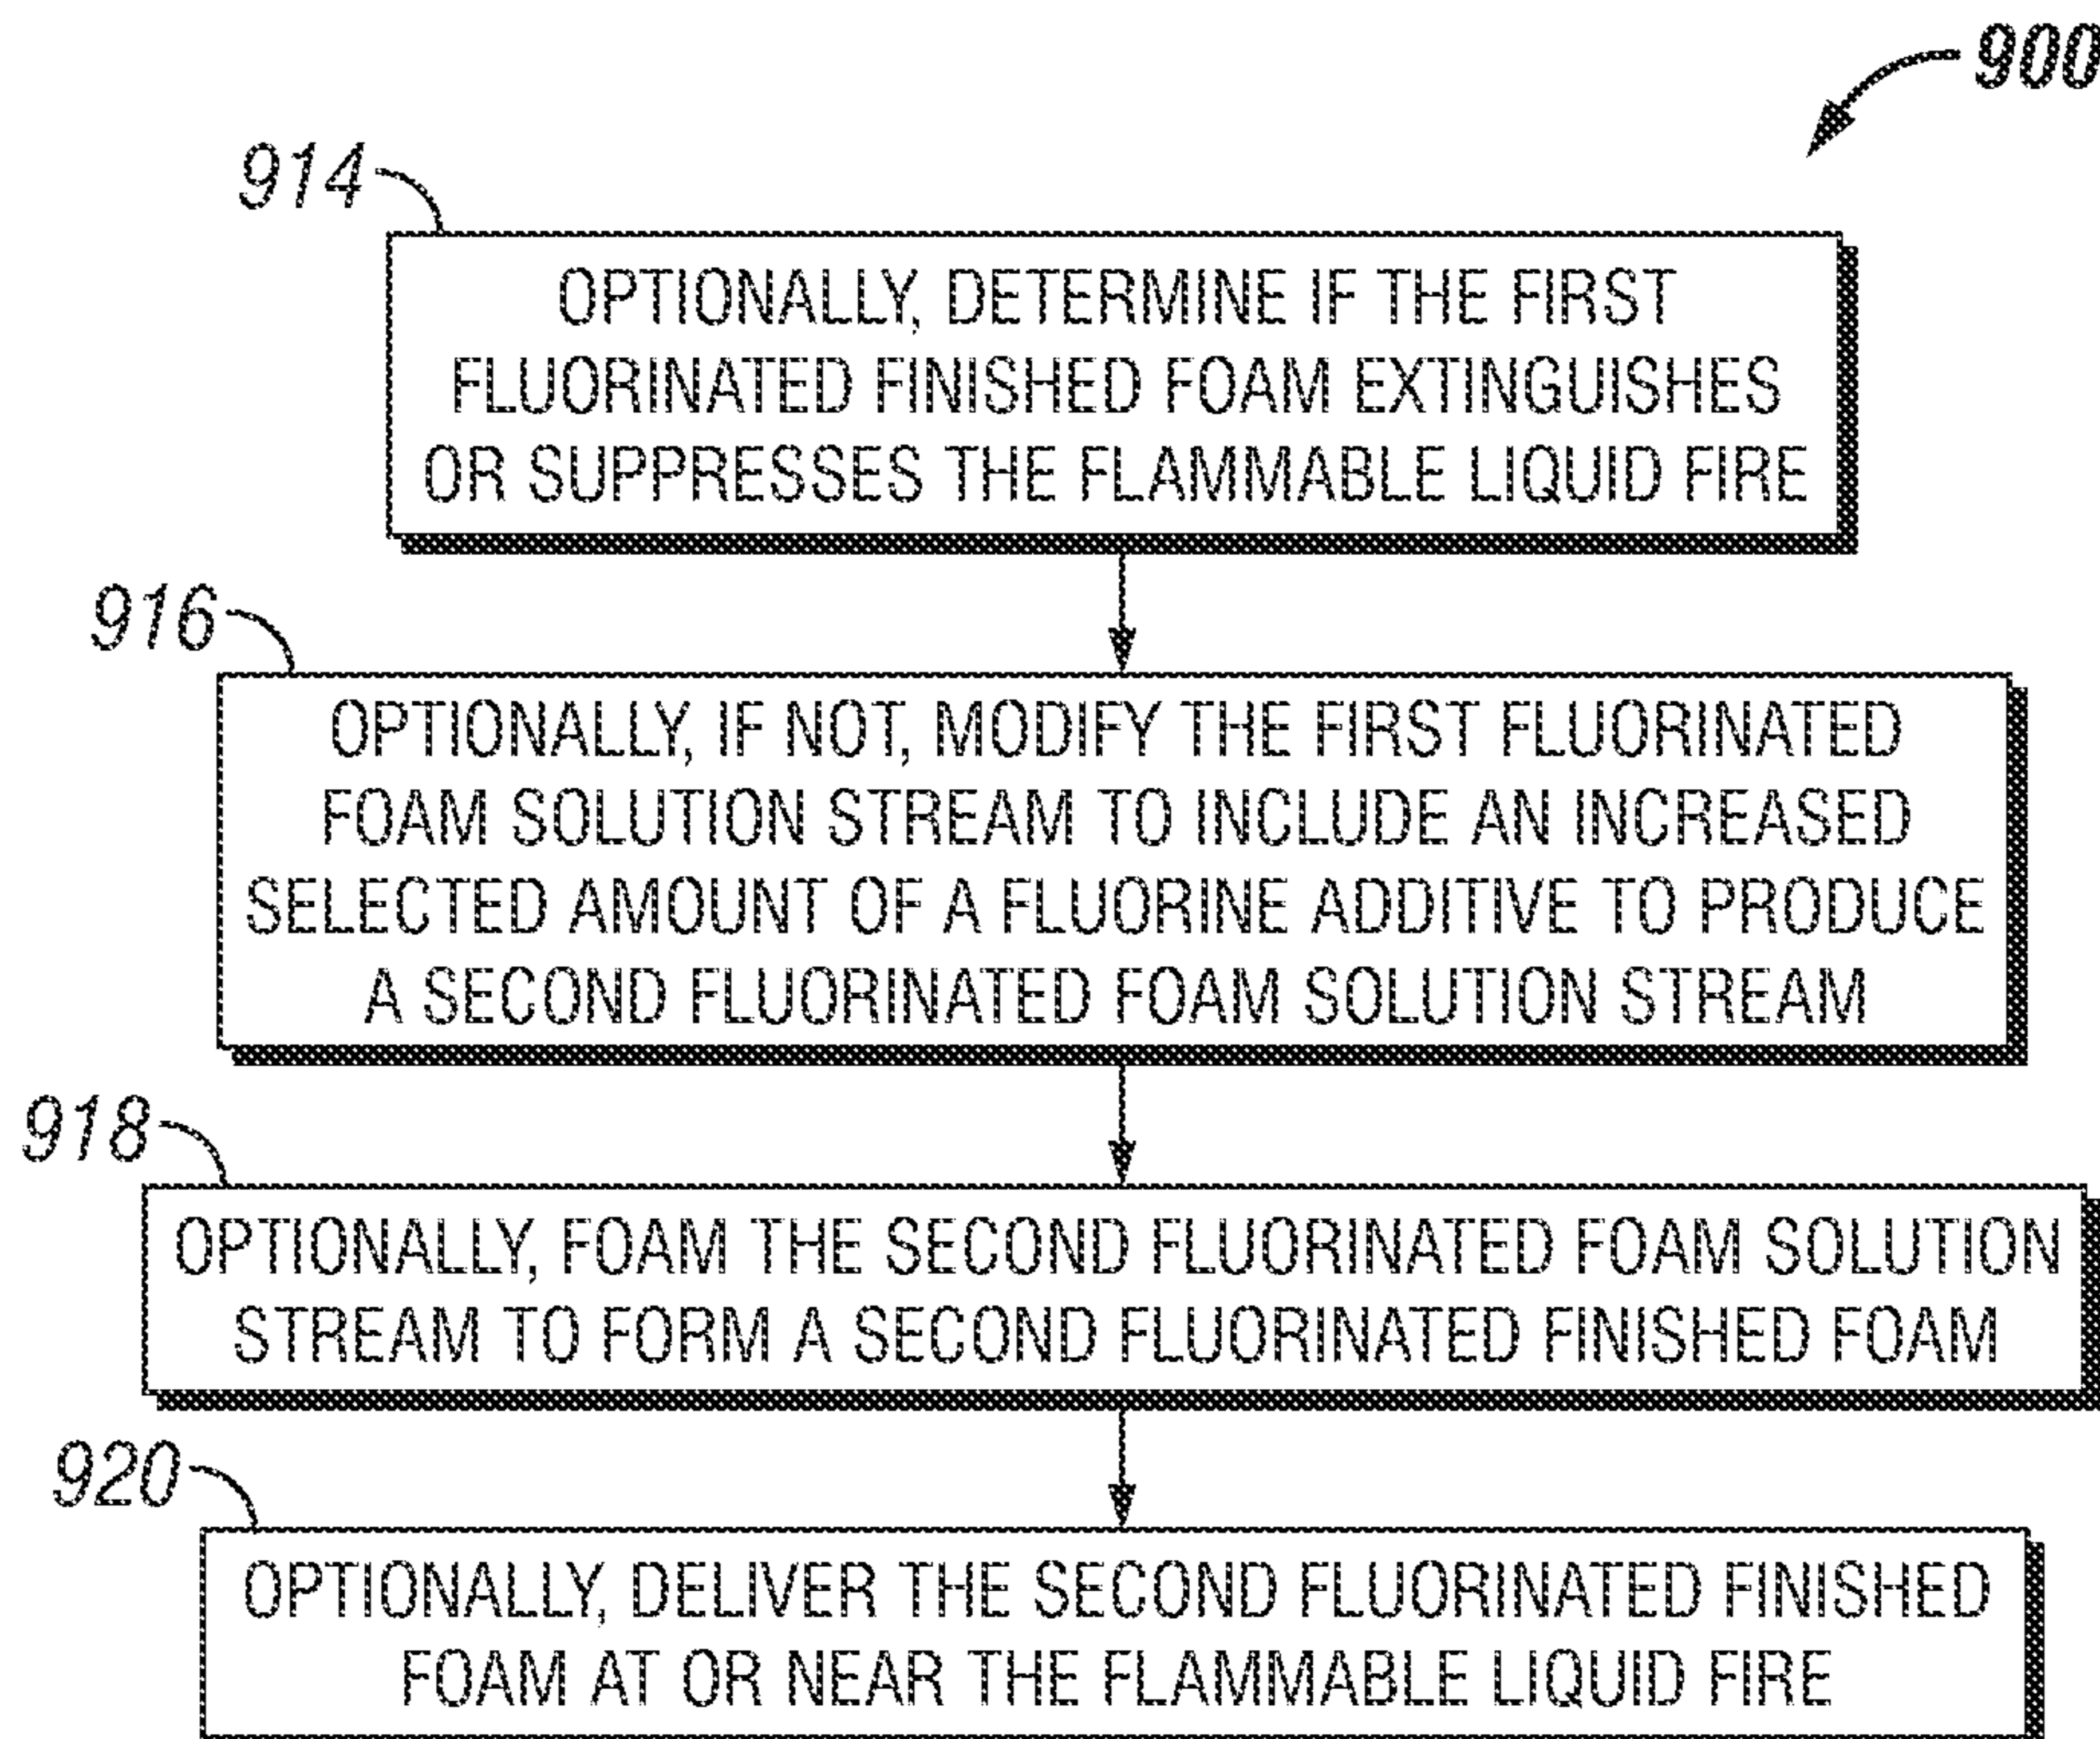 900
914
OPTIONALLY, DETERMINE IF THE FIRST
FLUORINATED FINISHED FOAM EXTINGUISHES
OR SUPPRESSES THE FLAMMABLE LIQUID FIRE
916
OPTIONALLY, IF NOT, MODIFY THE FIRST FLUORINATED
FOAM SOLUTION STREAM TO INCLUDE AN INCREASED
SELECTED AMOUNT OF A FLUORINE ADDITIVE TO PRODUCE
A SECOND FLUORINATED FOAM SOLUTION STREAM
918
OPTIONALLY, FOAM THE SECOND FLUORINATED FOAM SOLUTION
STREAM TO FORM A SECOND FLUORINATED FINISHED FOAM
920
OPTIONALLY, DELIVER THE SECOND FLUORINATED FINISHED
FOAM AT OR NEAR THE FLAMMABLE LIQUID FIRE